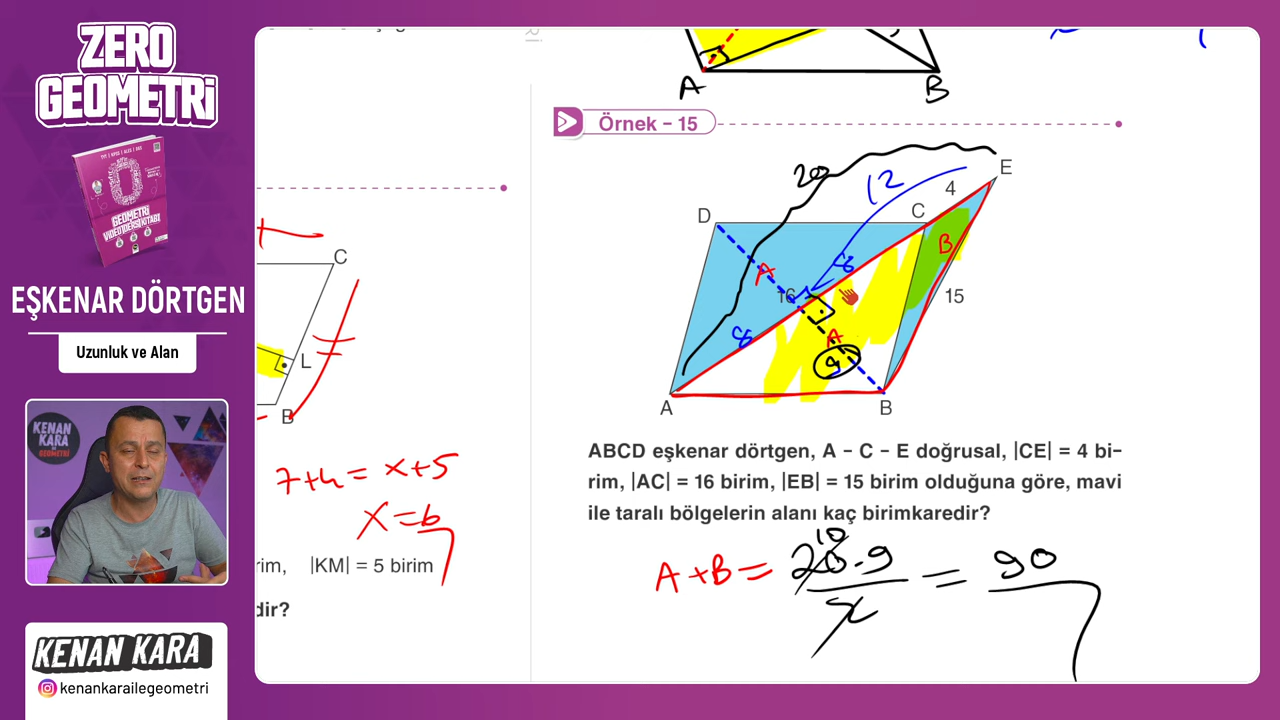 ZERO
GEOMETRİ
GEOMETRİ
VİDEO DERS KİTABI
EŞKENAR DÖRTGEN
Uzunluk ve Alan
KENAN
KARA
GEOMETRİ
KENAN KARA
kenankarailegeometri
C
L
B
7+4 = x+5
x = 6
rim, |KM| = 5 birim
dir?
A
B
Örnek – 15
E
20
12
4
D
C
B
8
A
16
15
8
A
9
A
B
ABCD eşkenar dörtgen, A – C – E doğrusal, |CE| = 4 bi-
rim, |AC| = 16 birim, |EB| = 15 birim olduğuna göre, mavi
ile taralı bölgelerin alanı kaç birimkaredir?
10
A+B = 20.9 = 90
2